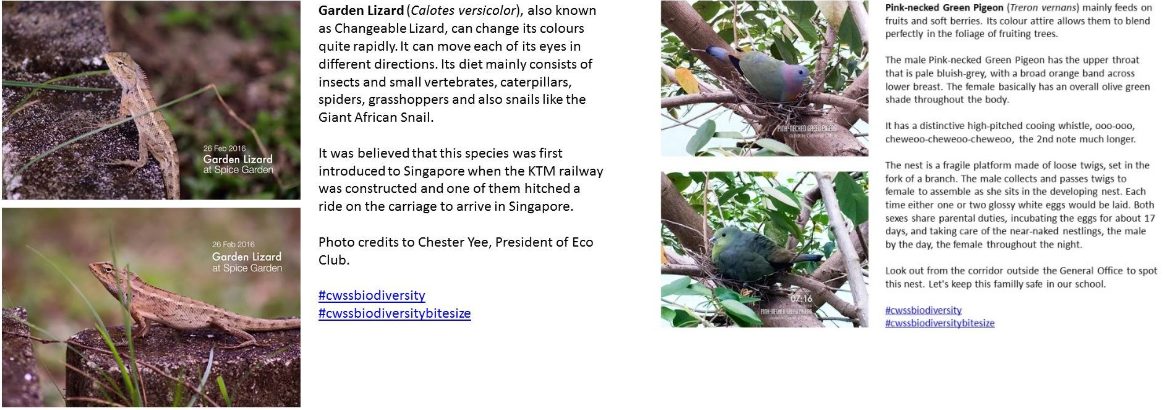 26 Feb 2016
Garden Lizard
at Spice Garden
26 Feb 2016
Garden Lizard
at Spice Garden
Garden Lizard (Calotes versicolor), also known
as Changeable Lizard, can change its colours
quite rapidly. It can move each of its eyes in
different directions. Its diet mainly consists of
insects and small vertebrates, caterpillars,
spiders, grasshoppers and also snails like the
Giant African Snail.
It was believed that this species was first
introduced to Singapore when the KTM railway
was constructed and one of them hitched a
ride on the carriage to arrive in Singapore.
Photo credits to Chester Yee, President of Eco
Club.
#cwssbiodiversity
#cwssbiodiversitybitesize
PINK-NECKED GREEN PIGEON
outside General Office
07:16
PINK-NECKED GREEN PIGEON
Pink-necked Green Pigeon (Treron vernans) mainly feeds on
fruits and soft berries. Its colour attire allows them to blend
perfectly in the foliage of fruiting trees.
The male Pink-necked Green Pigeon has the upper throat
that is pale bluish-grey, with a broad orange band across
lower breast. The female basically has an overall olive green
shade throughout the body.
It has a distinctive high-pitched cooing whistle, ooo-ooo,
cheweoo-cheweoo-cheweoo, the 2nd note much longer.
The nest is a fragile platform made of loose twigs, set in the
fork of a branch. The male collects and passes twigs to
female to assemble as she sits in the developing nest. Each
time either one or two glossy white eggs would be laid. Both
sexes share parental duties, incubating the eggs for about 17
days, and taking care of the near-naked nestlings, the male
by the day, the female throughout the night.
Look out from the corridor outside the General Office to spot
this nest. Let's keep this familly safe in our school.
#cwssbiodiversity
#cwssbiodiversitybitesize